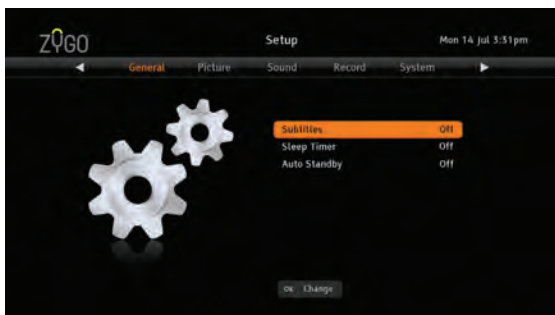 ZYGO Setup Mon 14 Jul 3:31pm
General Picture Sound Record System
Subtitles Off
Sleep Timer Off
Auto Standby Off
OK Change